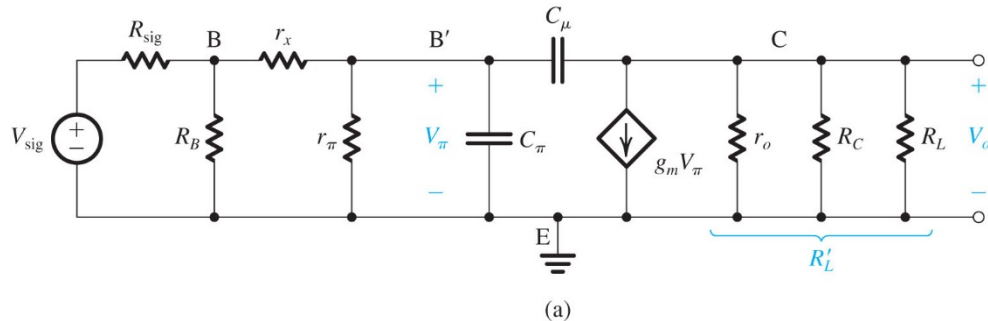 R_sig B r_x B′ C_μ C
V_sig + − R_B r_π + V_π − C_π g_m V_π r_o R_C R_L + V_o −
E
R′_L
(a)